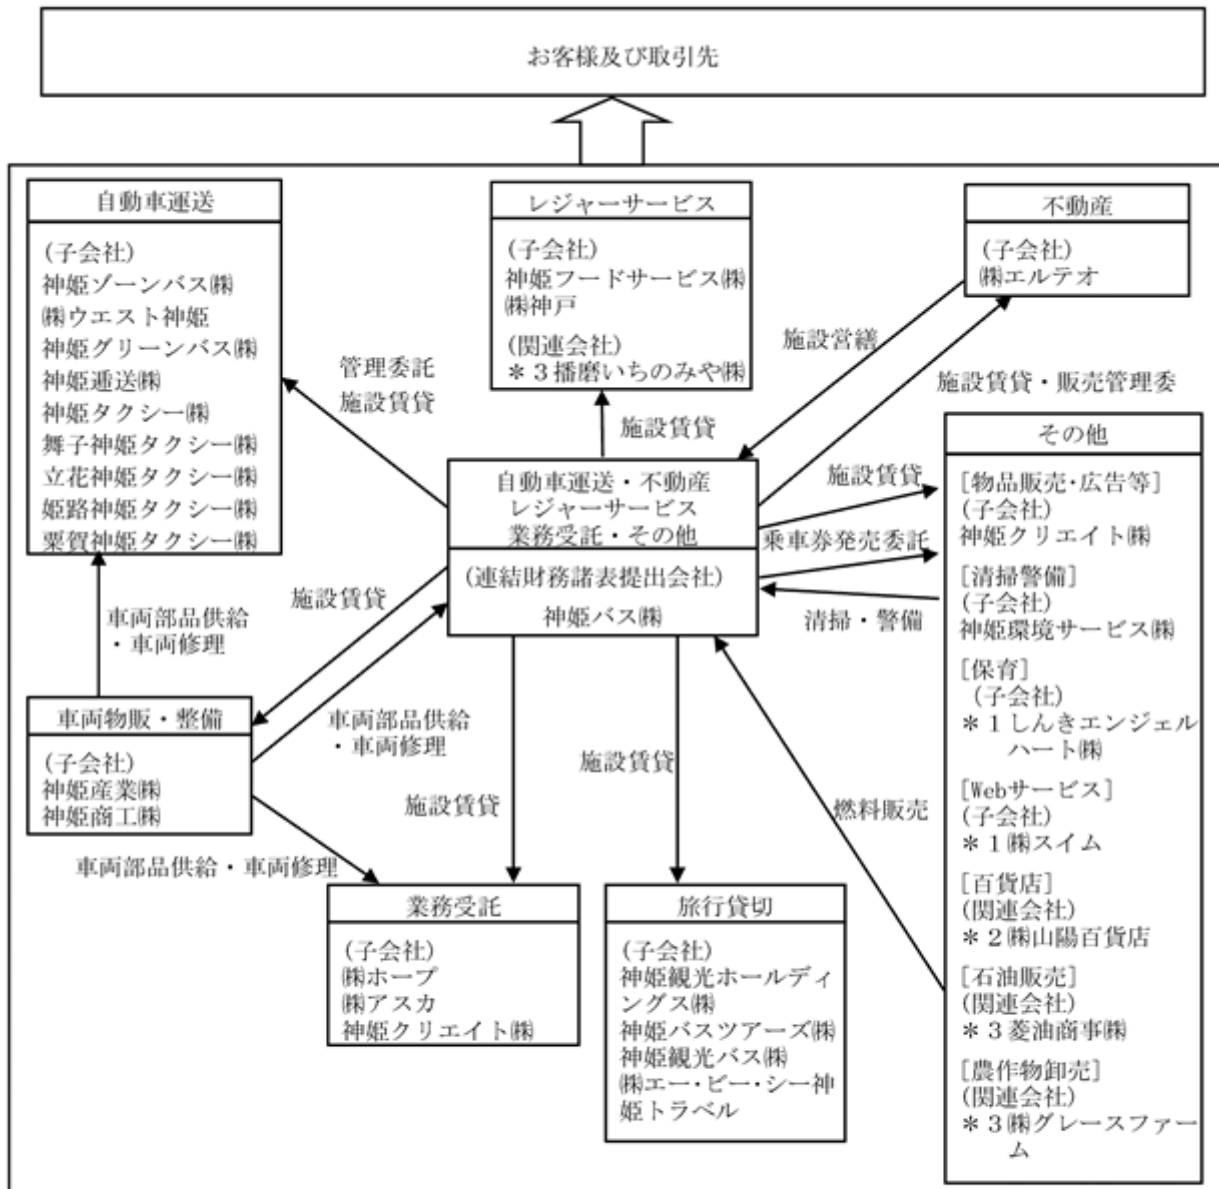 お客様及び取引先
自動車運送
(子会社)
神姫ゾーンバス㈱
㈱ウエスト神姫
神姫グリーンバス㈱
神姫逓送㈱
神姫タクシー㈱
舞子神姫タクシー㈱
立花神姫タクシー㈱
姫路神姫タクシー㈱
粟賀神姫タクシー㈱
レジャーサービス
(子会社)
神姫フードサービス㈱
㈱神戸
(関連会社)
＊３播磨いちのみや㈱
不動産
(子会社)
㈱エルテオ
管理委託
施設賃貸
施設賃貸
施設営繕
施設賃貸・販売管理委
自動車運送・不動産
レジャーサービス
業務受託・その他
(連結財務諸表提出会社)
神姫バス㈱
施設賃貸
乗車券発売委託
清掃・警備
燃料販売
その他
[物品販売･広告等]
(子会社)
神姫クリエイト㈱
[清掃警備]
(子会社)
神姫環境サービス㈱
[保育]
(子会社)
＊１しんきエンジェル
ハート㈱
[Webサービス]
(子会社)
＊１㈱スイム
[百貨店]
(関連会社)
＊２㈱山陽百貨店
[石油販売]
(関連会社)
＊３菱油商事㈱
[農作物卸売]
(関連会社)
＊３㈱グレースファー
ム
車両部品供給
・車両修理
施設賃貸
車両物販・整備
(子会社)
神姫産業㈱
神姫商工㈱
車両部品供給
・車両修理
車両部品供給・車両修理
施設賃貸
施設賃貸
業務受託
(子会社)
㈱ホープ
㈱アスカ
神姫クリエイト㈱
旅行貸切
(子会社)
神姫観光ホールディ
ングス㈱
神姫バスツアーズ㈱
神姫観光バス㈱
㈱エー･ビー･シー神
姫トラベル